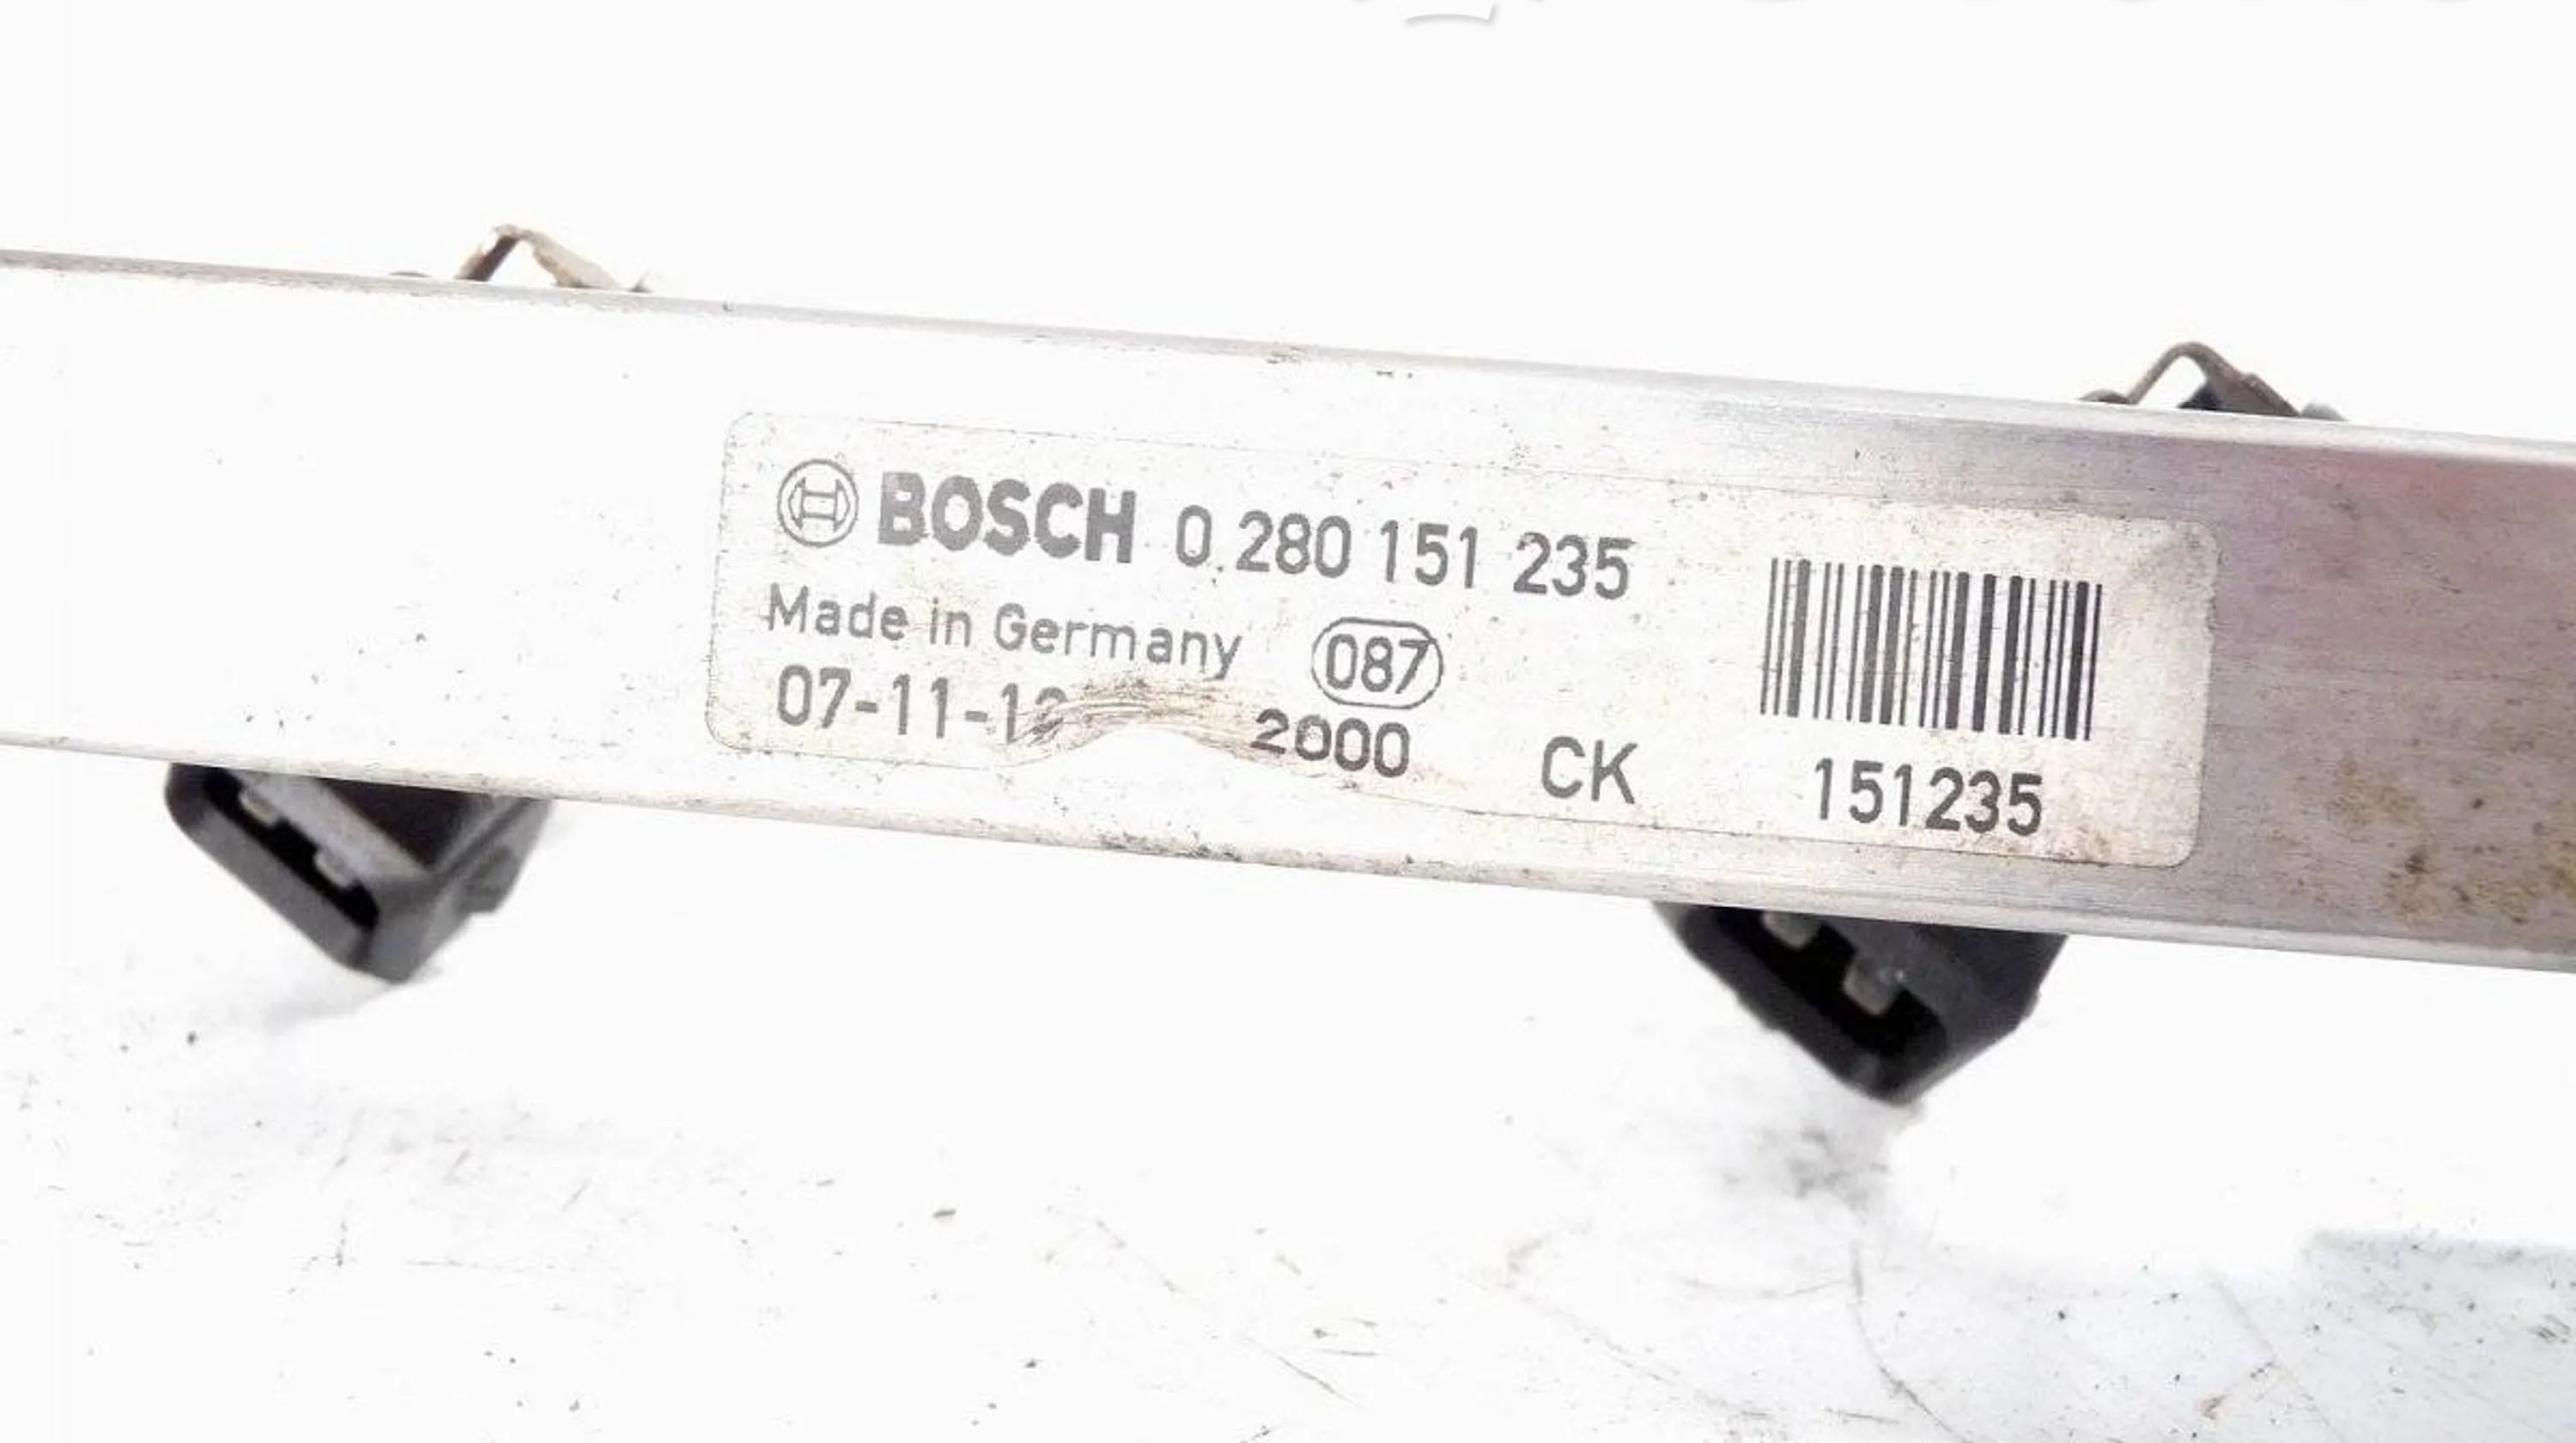 BOSCH 0 280 151 235
Made in Germany 087
07-11- 2000 CK 151235